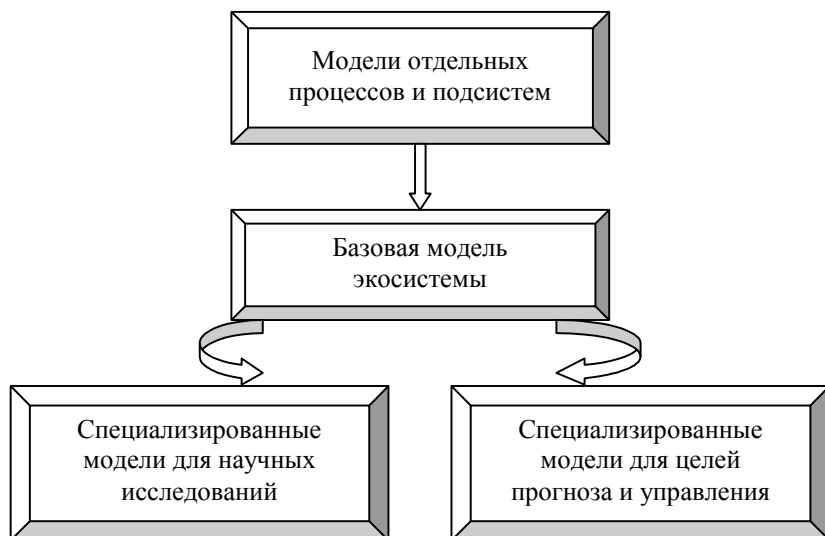 Модели отдельных
процессов и подсистем
Базовая модель
экосистемы
Специализированные
модели для научных
исследований
Специализированные
модели для целей
прогноза и управления